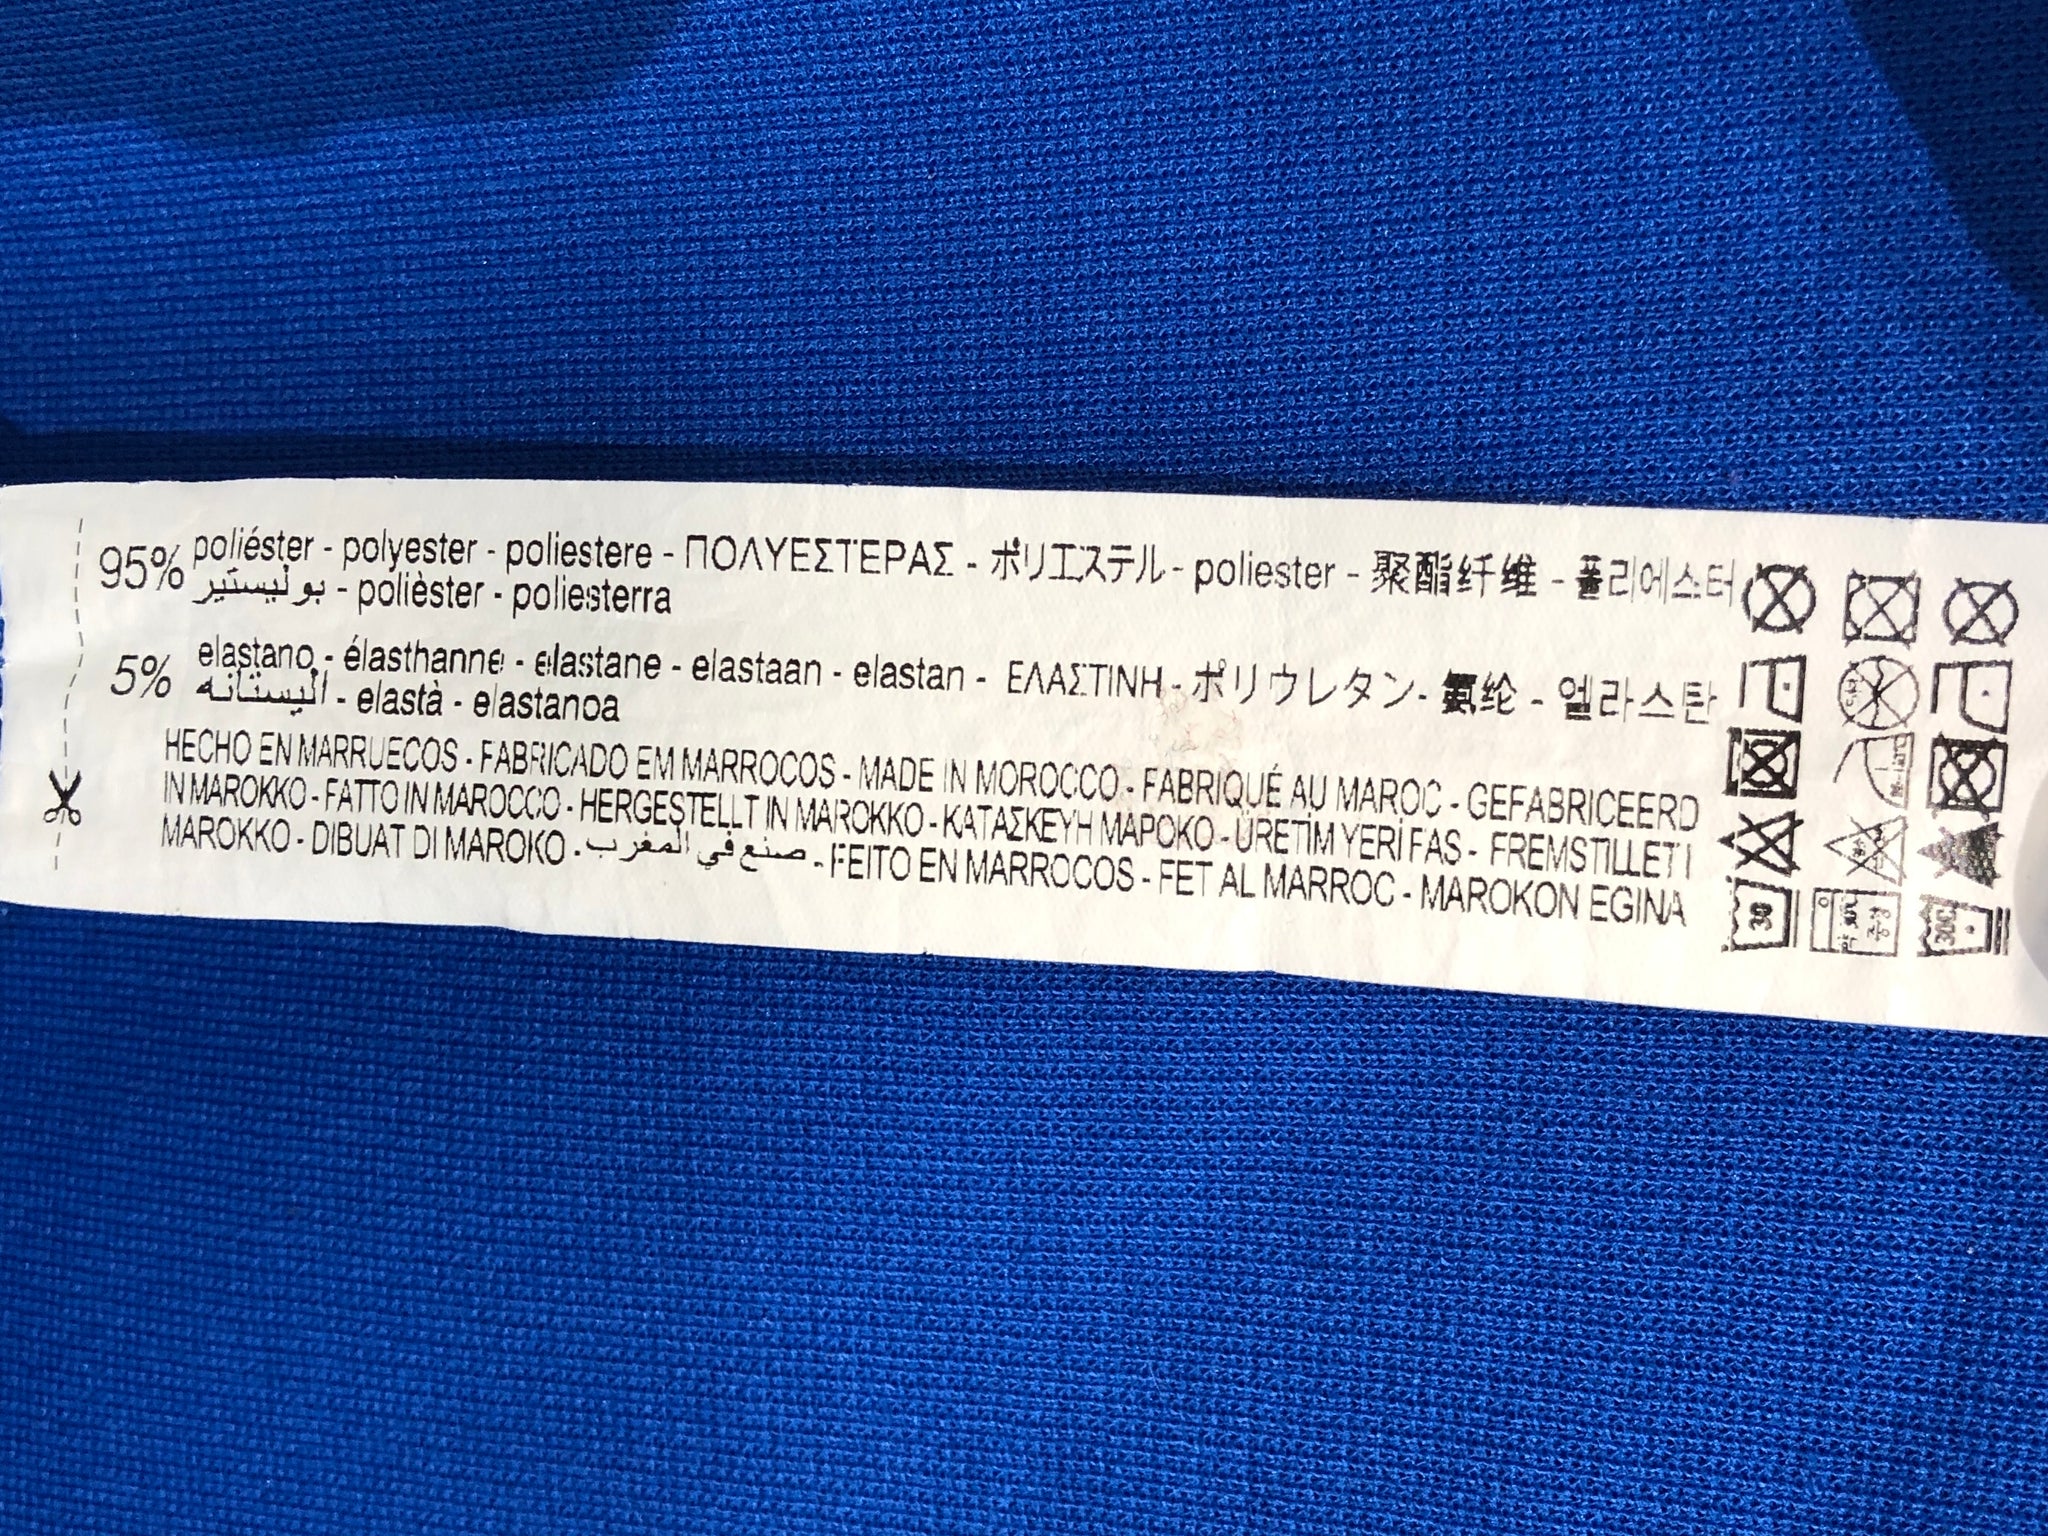 95% poliéster - polyester - poliestere - ΠΟΛΥΕΣΤΕΡΑΣ - ポリエステル - poliester - 聚酯纤维 - 폴리에스터
بوليستير - polièster - poliesterra
5% elastano - élasthanne - elastane - elastaan - elastan - ΕΛΑΣΤΙΝΗ - ポリウレタン - 氨纶 - 엘라스탄
اليستانه - elastà - elastanoa
HECHO EN MARRUECOS - FABRICADO EM MARROCOS - MADE IN MOROCCO - FABRIQUÉ AU MAROC - GEFABRICEERD
IN MAROKKO - FATTO IN MAROCCO - HERGESTELLT IN MAROKKO - ΚΑΤΑΣΚΕΥΗ ΜΑΡΟΚΟ - ÜRETİM YERİ FAS - FREMSTILLET I
MAROKKO - DIBUAT DI MAROKO - صنع في المغرب - FEITO EN MARROCOS - FET AL MARROC - MAROKON EGINA
30 30C